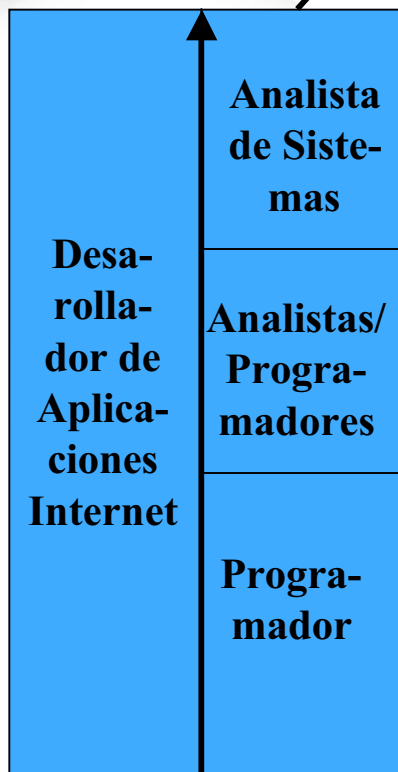 Desa-
rolla-
dor de
Aplica-
ciones
Internet
Analista
de Siste-
mas
Analistas/
Progra-
madores
Progra-
mador